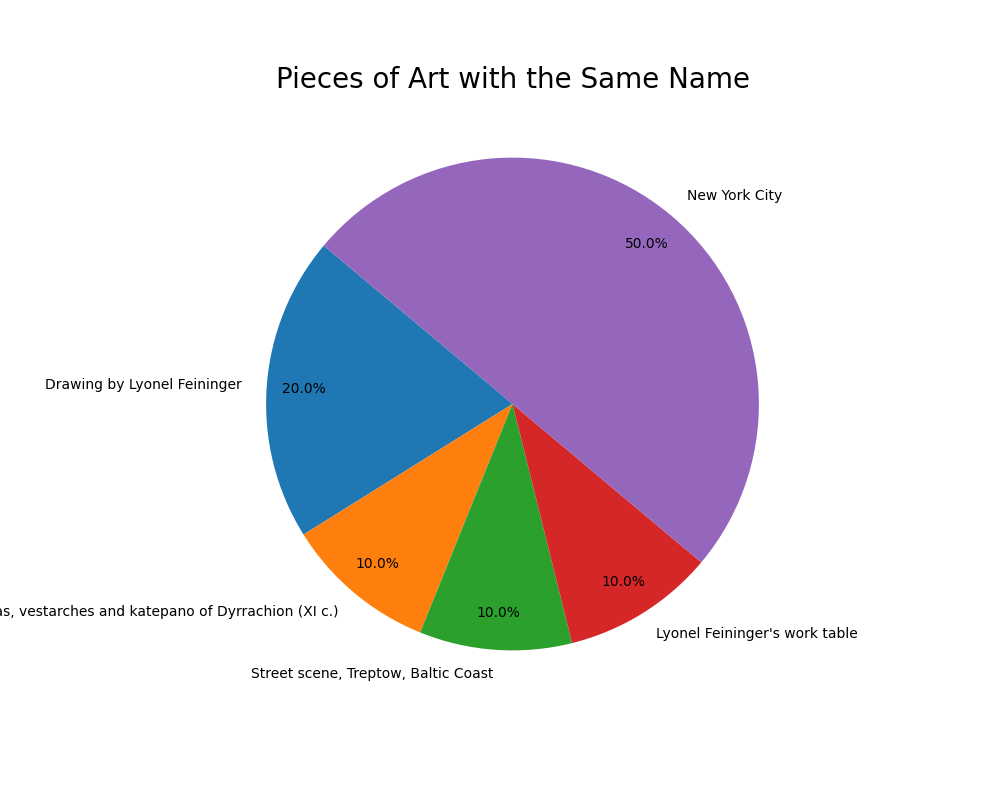 Pieces of Art with the Same Name
New York City
50.0%
Drawing by Lyonel Feininger
20.0%
10.0%
vestarches and katepano of Dyrrachion (XI c.)
10.0%
Street scene, Treptow, Baltic Coast
10.0%
Lyonel Feininger's work table